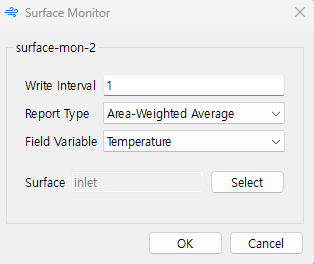 Surface Monitor
surface-mon-2
Write Interval 1
Report Type Area-Weighted Average
Field Variable Temperature
Surface inlet Select
OK Cancel